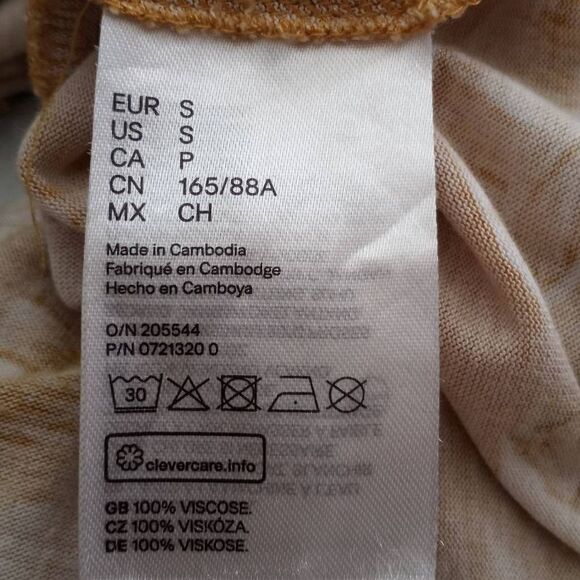 EUR S
US S
CA P
CN 165/88A
MX CH
Made in Cambodia
Fabriqué en Cambodge
Hecho en Camboya
O/N 205544
P/N 0721320 0
30
clevercare.info
GB 100% VISCOSE.
CZ 100% VISKÓZA.
DE 100% VISKOSE.